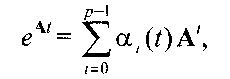 e^{At} = \sum_{i=0}^{p-1} \alpha_i(t) A^i,